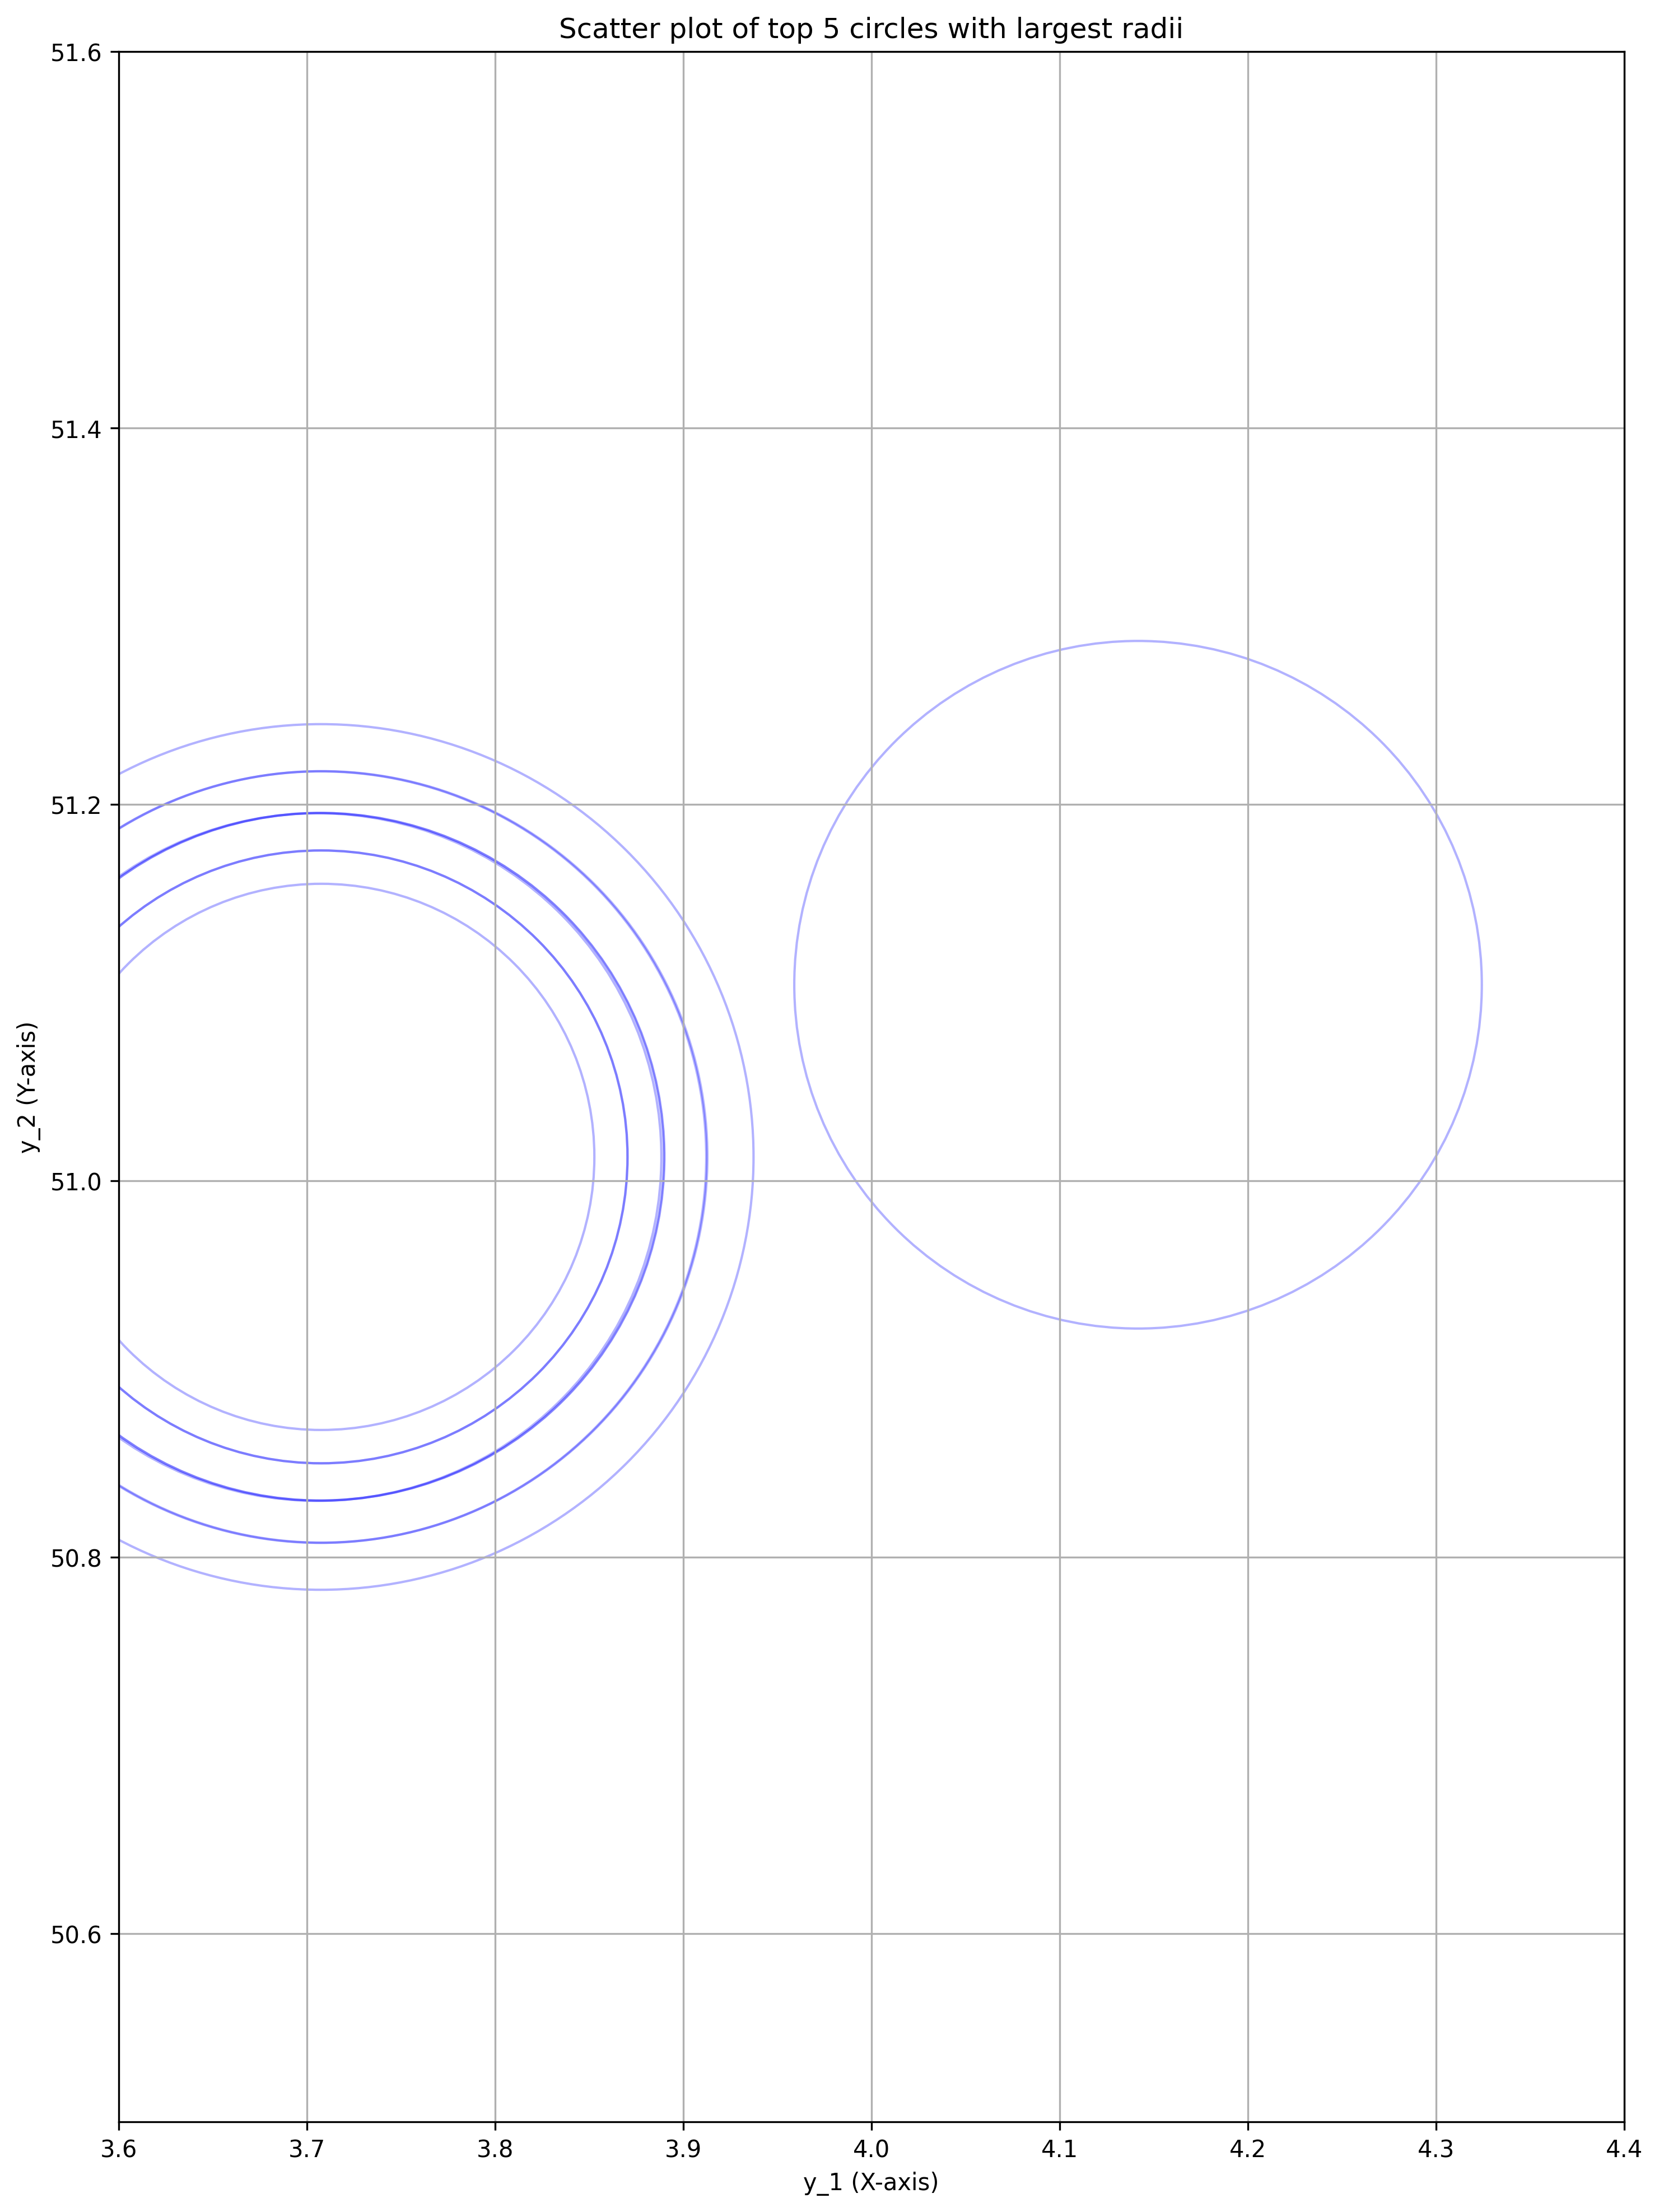 Scatter plot of top 5 circles with largest radii
51.6
51.4
51.2
51.0
50.8
50.6
y_2 (Y-axis)
3.6 3.7 3.8 3.9 4.0 4.1 4.2 4.3 4.4
y_1 (X-axis)